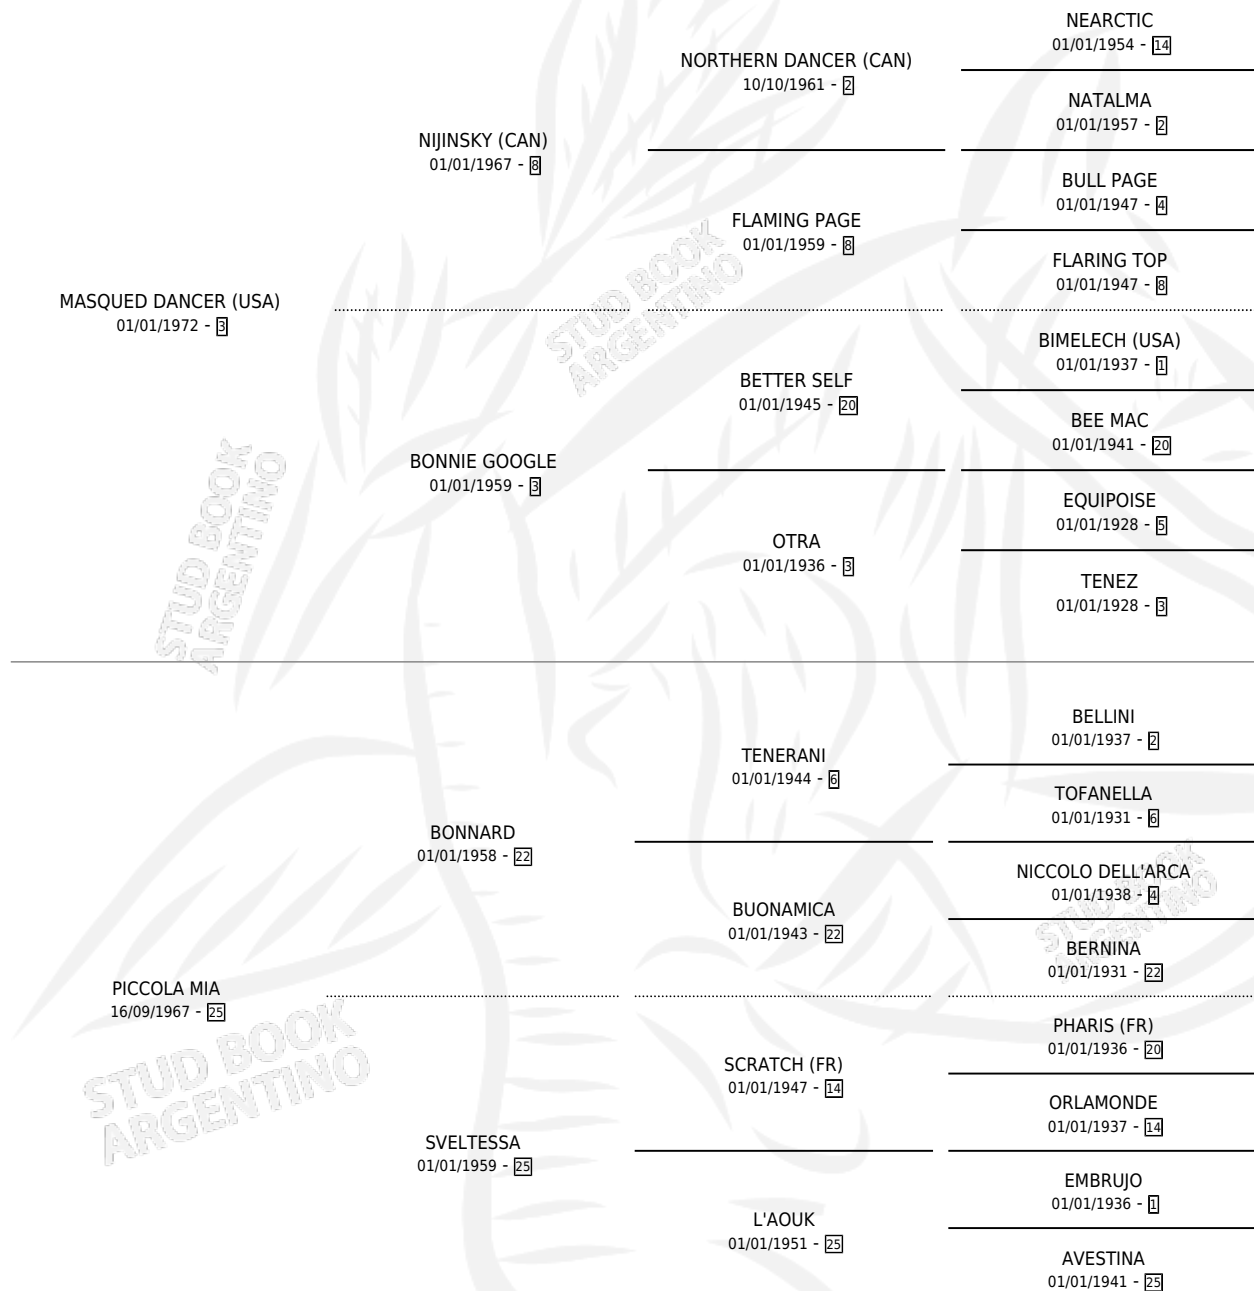 NEARCTIC
01/01/1954 - 14
NORTHERN DANCER (CAN)
10/10/1961 - 2
NATALMA
01/01/1957 - 2
NIJINSKY (CAN)
01/01/1967 - 8
BULL PAGE
01/01/1947 - 4
FLAMING PAGE
01/01/1959 - 8
FLARING TOP
01/01/1947 - 8
MASQUED DANCER (USA)
01/01/1972 - 3
STUD BOOK
ARGENTINO
BIMELECH (USA)
01/01/1937 - 1
BETTER SELF
01/01/1945 - 20
BEE MAC
01/01/1941 - 20
BONNIE GOOGLE
01/01/1959 - 3
EQUIPOISE
01/01/1928 - 5
OTRA
01/01/1936 - 3
TENEZ
01/01/1928 - 3
STUD BOOK
ARGENTINO
BELLINI
01/01/1937 - 2
TENERANI
01/01/1944 - 6
TOFANELLA
01/01/1931 - 6
BONNARD
01/01/1958 - 22
NICCOLO DELL'ARCA
01/01/1938 - 4
BUONAMICA
01/01/1943 - 22
BERNINA
01/01/1931 - 22
STUD BOOK
ARGENTINO
PICCOLA MIA
16/09/1967 - 25
PHARIS (FR)
01/01/1936 - 20
SCRATCH (FR)
01/01/1947 - 14
ORLAMONDE
01/01/1937 - 14
STUD BOOK
ARGENTINO
SVELTESSA
01/01/1959 - 25
EMBRUJO
01/01/1936 - 1
L'AOUK
01/01/1951 - 25
AVESTINA
01/01/1941 - 25